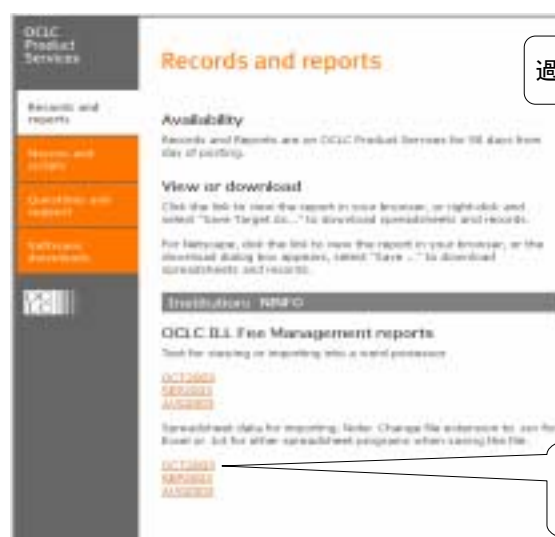 OCLC
Product
Services
Records and
reports
Macros and
scripts
Questions and
support
Software
downloads
Records and reports
過
Availability
Records and Reports are on OCLC Product Services for 90 days from
day of posting.
View or download
Click the link to view the report in your browser, or right-click and
select "Save Target As..." to download spreadsheets and records.
For Netscape, click the link to view the report in your browser, or the
download dialog box appears, select "Save ..." to download
spreadsheets and records.
Institution: NINFO
OCLC ILL Fee Management reports
Text for viewing or importing into a word processor
OCT2003
SEP2003
AUG2003
Spreadsheet data for importing. Note: Change file extension to .csv for
Excel or .txt for other spreadsheet programs when saving the file.
OCT2003
SEP2003
AUG2003